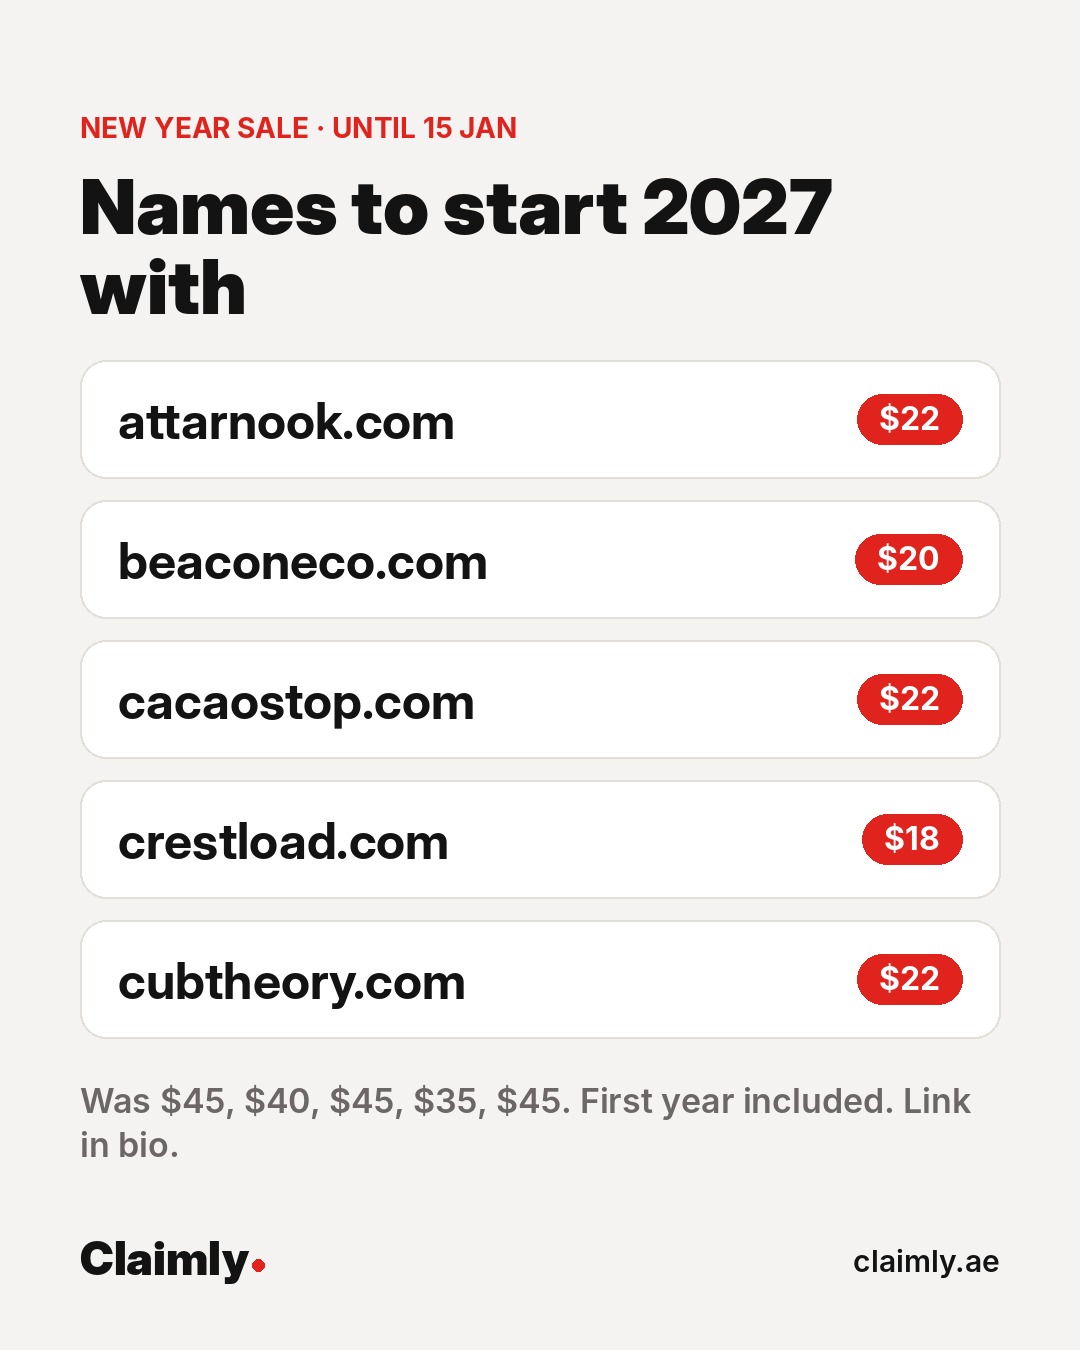 NEW YEAR SALE · UNTIL 15 JAN
Names to start 2027
with
attarnook.com
$22
beaconeco.com
$20
cacaostop.com
$22
crestload.com
$18
cubtheory.com
$22
Was $45, $40, $45, $35, $45. First year included. Link
in bio.
Claimly.
claimly.ae